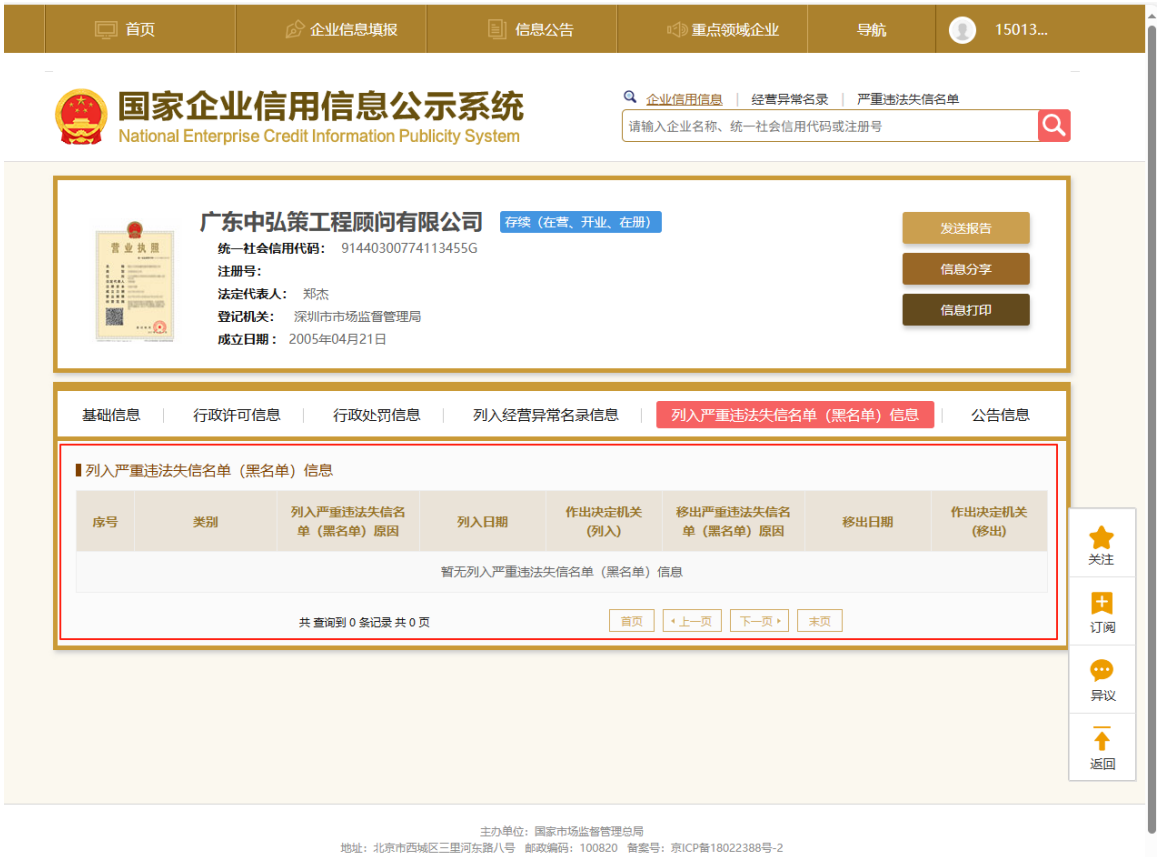 首页 企业信息填报 信息公告 重点领域企业 导航 15013...
国家企业信用信息公示系统
National Enterprise Credit Information Publicity System
企业信用信息 经营异常名录 严重违法失信名单
请输入企业名称、统一社会信用代码或注册号
广东中弘策工程顾问有限公司 存续（在营、开业、在册）
统一社会信用代码： 91440300774113455G
注册号：
法定代表人： 郑杰
登记机关： 深圳市市场监督管理局
成立日期： 2005年04月21日
营业执照
发送报告
信息分享
信息打印
基础信息 行政许可信息 行政处罚信息 列入经营异常名录信息 列入严重违法失信名单（黑名单）信息 公告信息
列入严重违法失信名单（黑名单）信息
序号 类别 列入严重违法失信名单（黑名单）原因 列入日期 作出决定机关(列入) 移出严重违法失信名单（黑名单）原因 移出日期 作出决定机关(移出)
暂无列入严重违法失信名单（黑名单）信息
共 查询到 0 条记录 共 0 页 首页 上一页 下一页 末页
关注
订阅
异议
返回
主办单位：国家市场监督管理总局
地址：北京市西城区三里河东路八号 邮政编码：100820 备案号：京ICP备18022388号-2